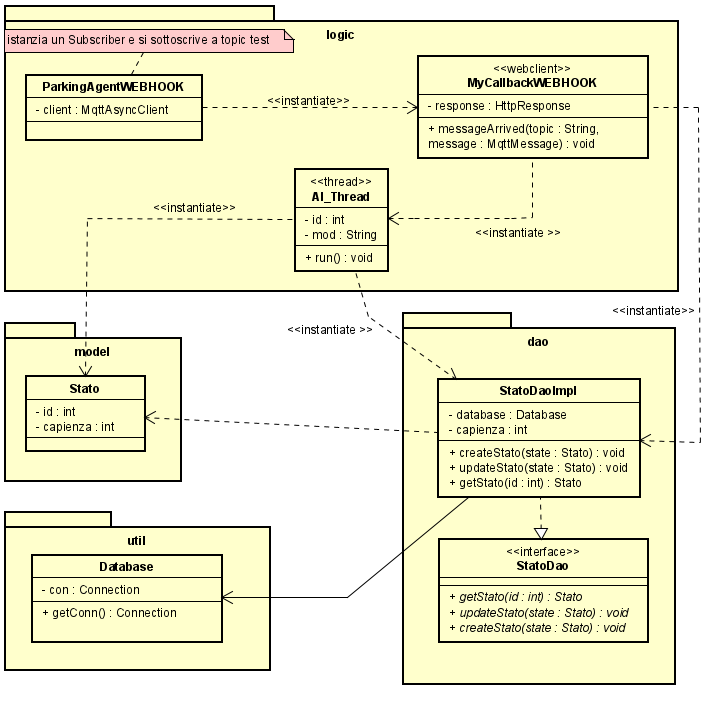 logic
istanzia un Subscriber e si sottoscrive a topic test
ParkingAgentWEBHOOK
- client : MqttAsyncClient
<<instantiate>>
<<webclient>>
MyCallbackWEBHOOK
- response : HttpResponse
+ messageArrived(topic : String,
message : MqttMessage) : void
<<thread>>
AI_Thread
- id : int
- mod : String
+ run() : void
<<instantiate>>
<<instantiate >>
<<instantiate >>
<<instantiate>>
model
Stato
- id : int
- capienza : int
dao
StatoDaoImpl
- database : Database
- capienza : int
+ createStato(state : Stato) : void
+ updateStato(state : Stato) : void
+ getStato(id : int) : Stato
util
Database
- con : Connection
+ getConn() : Connection
<<interface>>
StatoDao
+ getStato(id : int) : Stato
+ updateStato(state : Stato) : void
+ createStato(state : Stato) : void